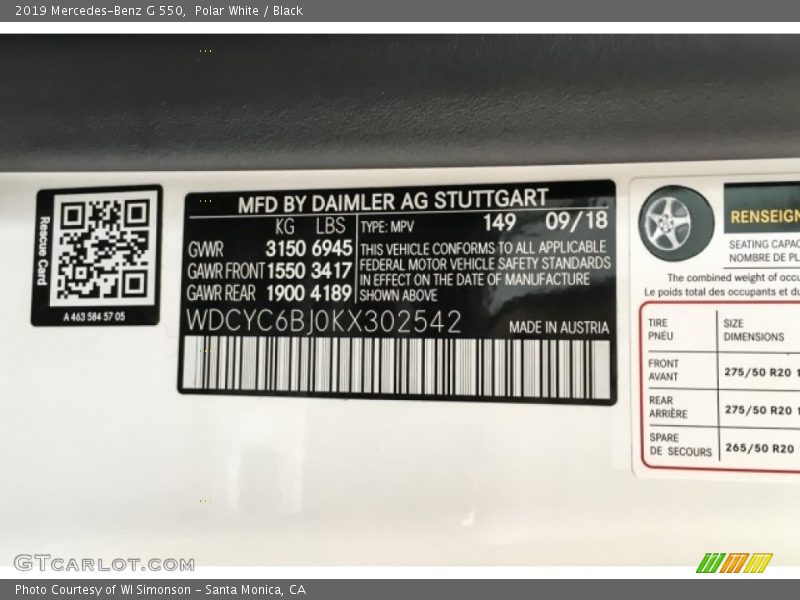 2019 Mercedes-Benz G 550,  Polar White / Black
Rescue Card
A 463 584 57 05
MFD BY DAIMLER AG STUTTGART
KG LBS TYPE: MPV 149 09/18
GWR 3150 6945
GAWR FRONT 1550 3417
GAWR REAR 1900 4189
THIS VEHICLE CONFORMS TO ALL APPLICABLE
FEDERAL MOTOR VEHICLE SAFETY STANDARDS
IN EFFECT ON THE DATE OF MANUFACTURE
SHOWN ABOVE
WDCYC6BJ0KX302542
MADE IN AUSTRIA
RENSEIGN
SEATING CAPAC
NOMBRE DE PL
The combined weight of occu
Le poids total des occupants et du
TIRE SIZE
PNEU DIMENSIONS
FRONT
AVANT 275/50 R20 1
REAR
ARRIÈRE 275/50 R20 1
SPARE
DE SECOURS 265/50 R20
GTCARLOT.COM
Photo Courtesy of WI Simonson - Santa Monica, CA